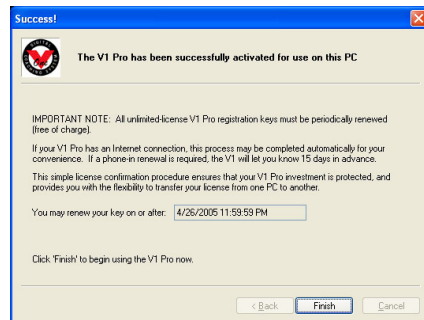 Success!
The V1 Pro has been successfully activated for use on this PC
IMPORTANT NOTE: All unlimited-license V1 Pro registration keys must be periodically renewed
(free of charge).
If your V1 Pro has an Internet connection, this process may be completed automatically for your
convenience. If a phone-in renewal is required, the V1 will let you know 15 days in advance.
This simple license confirmation procedure ensures that your V1 Pro investment is protected, and
provides you with the flexibility to transfer your license from one PC to another.
You may renew your key on or after: 4/26/2005 11:59:59 PM
Click 'Finish' to begin using the V1 Pro now.
< Back Finish Cancel